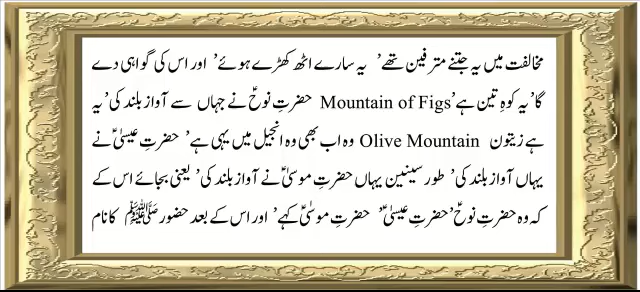 مخالفت میں یہ جتنے مترفین تھے’ یہ سارے اٹھ کھڑے ہوئے’ اور اس کی گواہی دے
گا’ یہ کوہِ تین ہے’ Mountain of Figs حضرتِ نوحؑ نے جہاں سے آواز بلند کی’ یہ
ہے زیتون Olive Mountain وہ اب بھی وہ انجیل میں یہی ہے’ حضرتِ عیسیٰؑ نے
یہاں آواز بلند کی’ طور سینین یہاں حضرتِ موسیٰؑ نے آواز بلند کی’ یعنی بجائے اس کے
کہ وہ حضرتِ نوحؑ’ حضرتِ عیسیٰؑ’ حضرتِ موسیٰؑ کہے’ اور اس کے بعد حضورﷺ کا نام